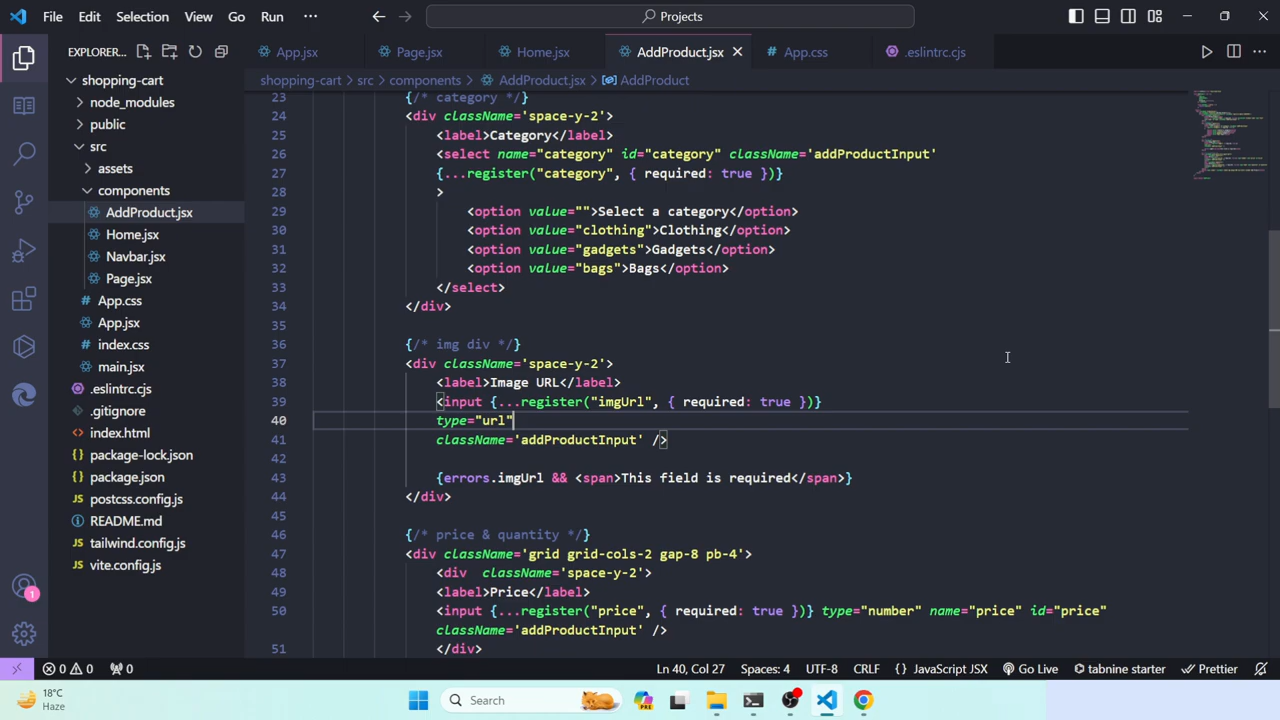 File Edit Selection View Go Run ··· Projects
EXPLORER... App.jsx Page.jsx Home.jsx AddProduct.jsx App.css .eslintrc.cjs
shopping-cart > src > components > AddProduct.jsx > AddProduct
shopping-cart
node_modules
public
src
assets
components
AddProduct.jsx
Home.jsx
Navbar.jsx
Page.jsx
App.css
App.jsx
index.css
main.jsx
.eslintrc.cjs
.gitignore
index.html
package-lock.json
package.json
postcss.config.js
README.md
tailwind.config.js
vite.config.js
1
23 {/* category */}
24 <div className='space-y-2'>
25 <label>Category</label>
26 <select name="category" id="category" className='addProductInput'
27 {...register("category", { required: true })}
28 >
29 <option value="">Select a category</option>
30 <option value="clothing">Clothing</option>
31 <option value="gadgets">Gadgets</option>
32 <option value="bags">Bags</option>
33 </select>
34 </div>
35
36 {/* img div */}
37 <div className='space-y-2'>
38 <label>Image URL</label>
39 <input {...register("imgUrl", { required: true })}
40 type="url"
41 className='addProductInput' />
42
43 {errors.imgUrl && <span>This field is required</span>}
44 </div>
45
46 {/* price & quantity */}
47 <div className='grid grid-cols-2 gap-8 pb-4'>
48 <div  className='space-y-2'>
49 <label>Price</label>
50 <input {...register("price", { required: true })} type="number" name="price" id="price"
className='addProductInput' />
51 </div>
0 0 0 Ln 40, Col 27 Spaces: 4 UTF-8 CRLF {} JavaScript JSX Go Live tabnine starter Prettier
18°C
Haze
Search
PRE